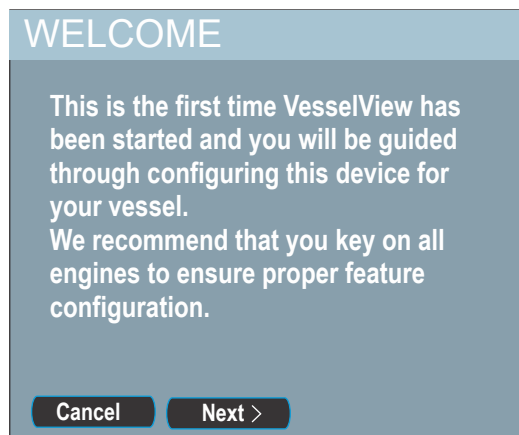 WELCOME
This is the first time VesselView has
been started and you will be guided
through configuring this device for
your vessel.
We recommend that you key on all
engines to ensure proper feature
configuration.
Cancel Next >